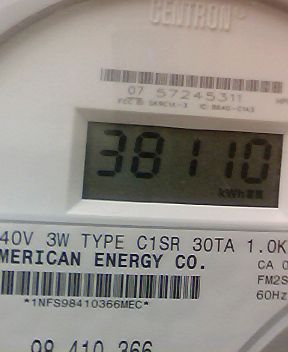 CENTRON®
07 57245311
38110
kWh
40V 3W TYPE C1SR 30TA 1.0K
MERICAN ENERGY CO.
CA 0
FM2S
60Hz
*1NFS98410366MEC*
98 410 366